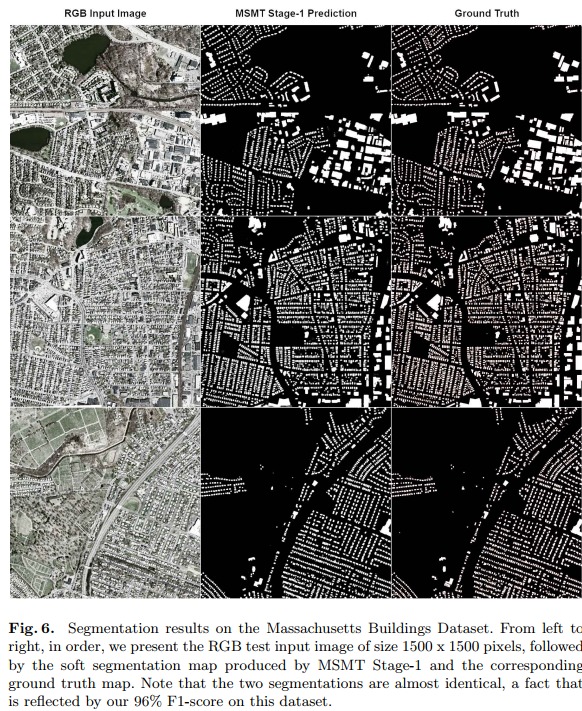 RGB Input Image
MSMT Stage-1 Prediction
Ground Truth
Fig. 6. Segmentation results on the Massachusetts Buildings Dataset. From left to
right, in order, we present the RGB test input image of size 1500 x 1500 pixels, followed
by the soft segmentation map produced by MSMT Stage-1 and the corresponding
ground truth map. Note that the two segmentations are almost identical, a fact that
is reflected by our 96% F1-score on this dataset.